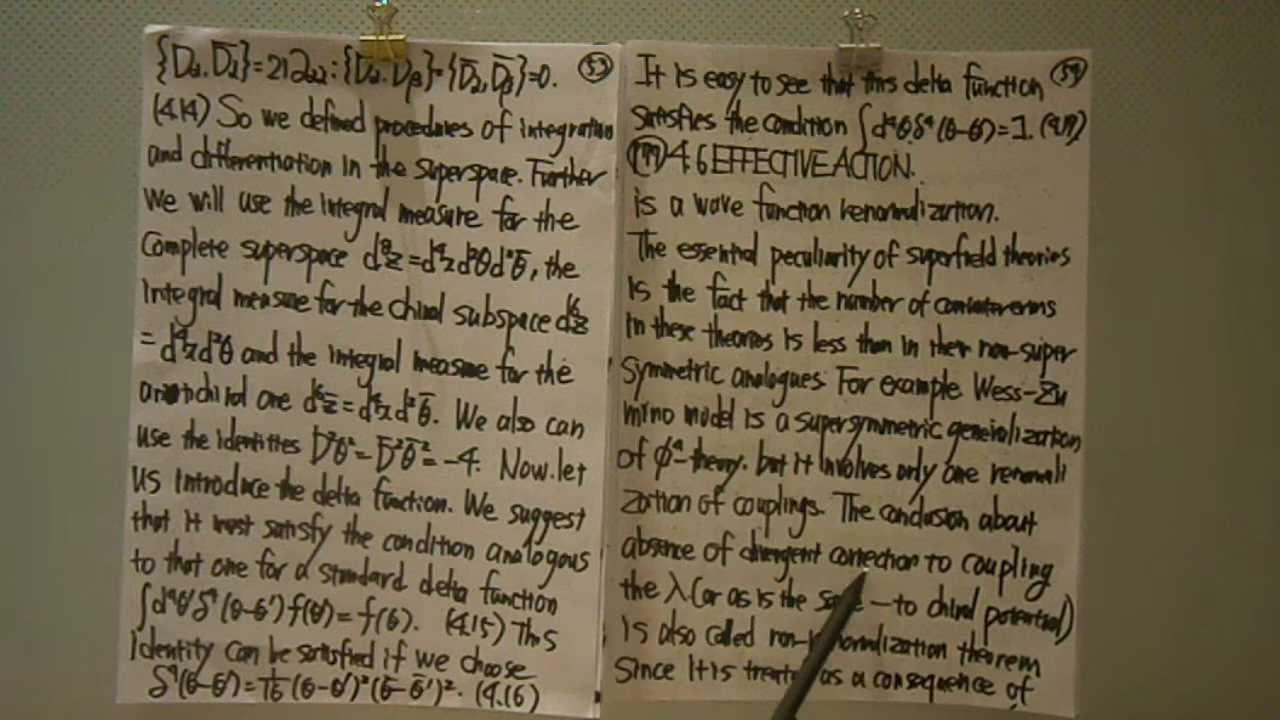 {Dα, D̄α̇} = 2i∂αα̇; {Dα, Dβ} = {D̄α̇, D̄β̇} = 0. (53)
(4.14) So we defined procedures of integration
and differentiation in the superspace. Further
we will use the integral measure for the
complete superspace d⁸z = d⁴x d²θ d²θ̄, the
integral measure for the chiral subspace d⁶z
= d⁴x d²θ and the integral measure for the
antichiral one d⁶z̄ = d⁴x d²θ̄. We also can
use the identities D²θ² = D̄²θ̄² = -4. Now, let
us introduce the delta function. We suggest
that it must satisfy the condition analogous
to that one for a standard delta function
∫d⁴θ' δ⁴(θ-θ') f(θ') = f(θ). (4.15) This
identity can be satisfied if we choose
δ⁴(θ-θ') = 1/16 (θ-θ')² (θ̄-θ̄')². (4.16)
It is easy to see that this delta function (54)
satisfies the condition ∫d⁴θ δ⁴(θ-θ') = 1.
4.6 EFFECTIVE ACTION.
is a wave function renormalization.
The essential peculiarity of superfield theories
is the fact that the number of counterterms
in these theories is less than in their non-super
symmetric analogues. For example Wess-Zu
mino model is a supersymmetric generalization
of φ⁴-theory, but it involves only one renormali
zation of couplings. The conclusion about
absence of divergent correction to coupling
the λ (or as is the same - to chiral potential)
is also called non-renormalization theorem
since it is treated as a consequence of